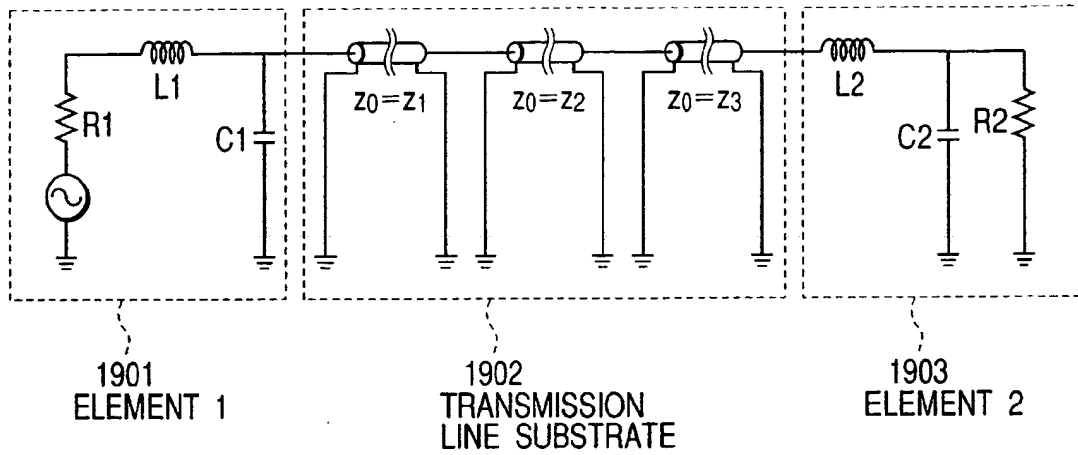 L1
R1
C1
z0=z1
z0=z2
z0=z3
L2
C2
R2
1901
ELEMENT 1
1902
TRANSMISSION
LINE SUBSTRATE
1903
ELEMENT 2